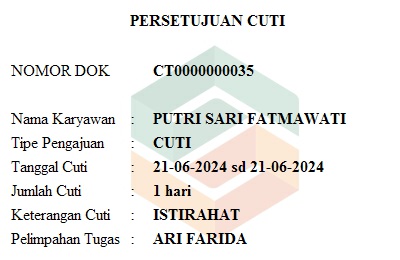 PERSETUJUAN CUTI
NOMOR DOK CT0000000035
Nama Karyawan : PUTRI SARI FATMAWATI
Tipe Pengajuan : CUTI
Tanggal Cuti : 21-06-2024 sd 21-06-2024
Jumlah Cuti : 1 hari
Keterangan Cuti : ISTIRAHAT
Pelimpahan Tugas : ARI FARIDA